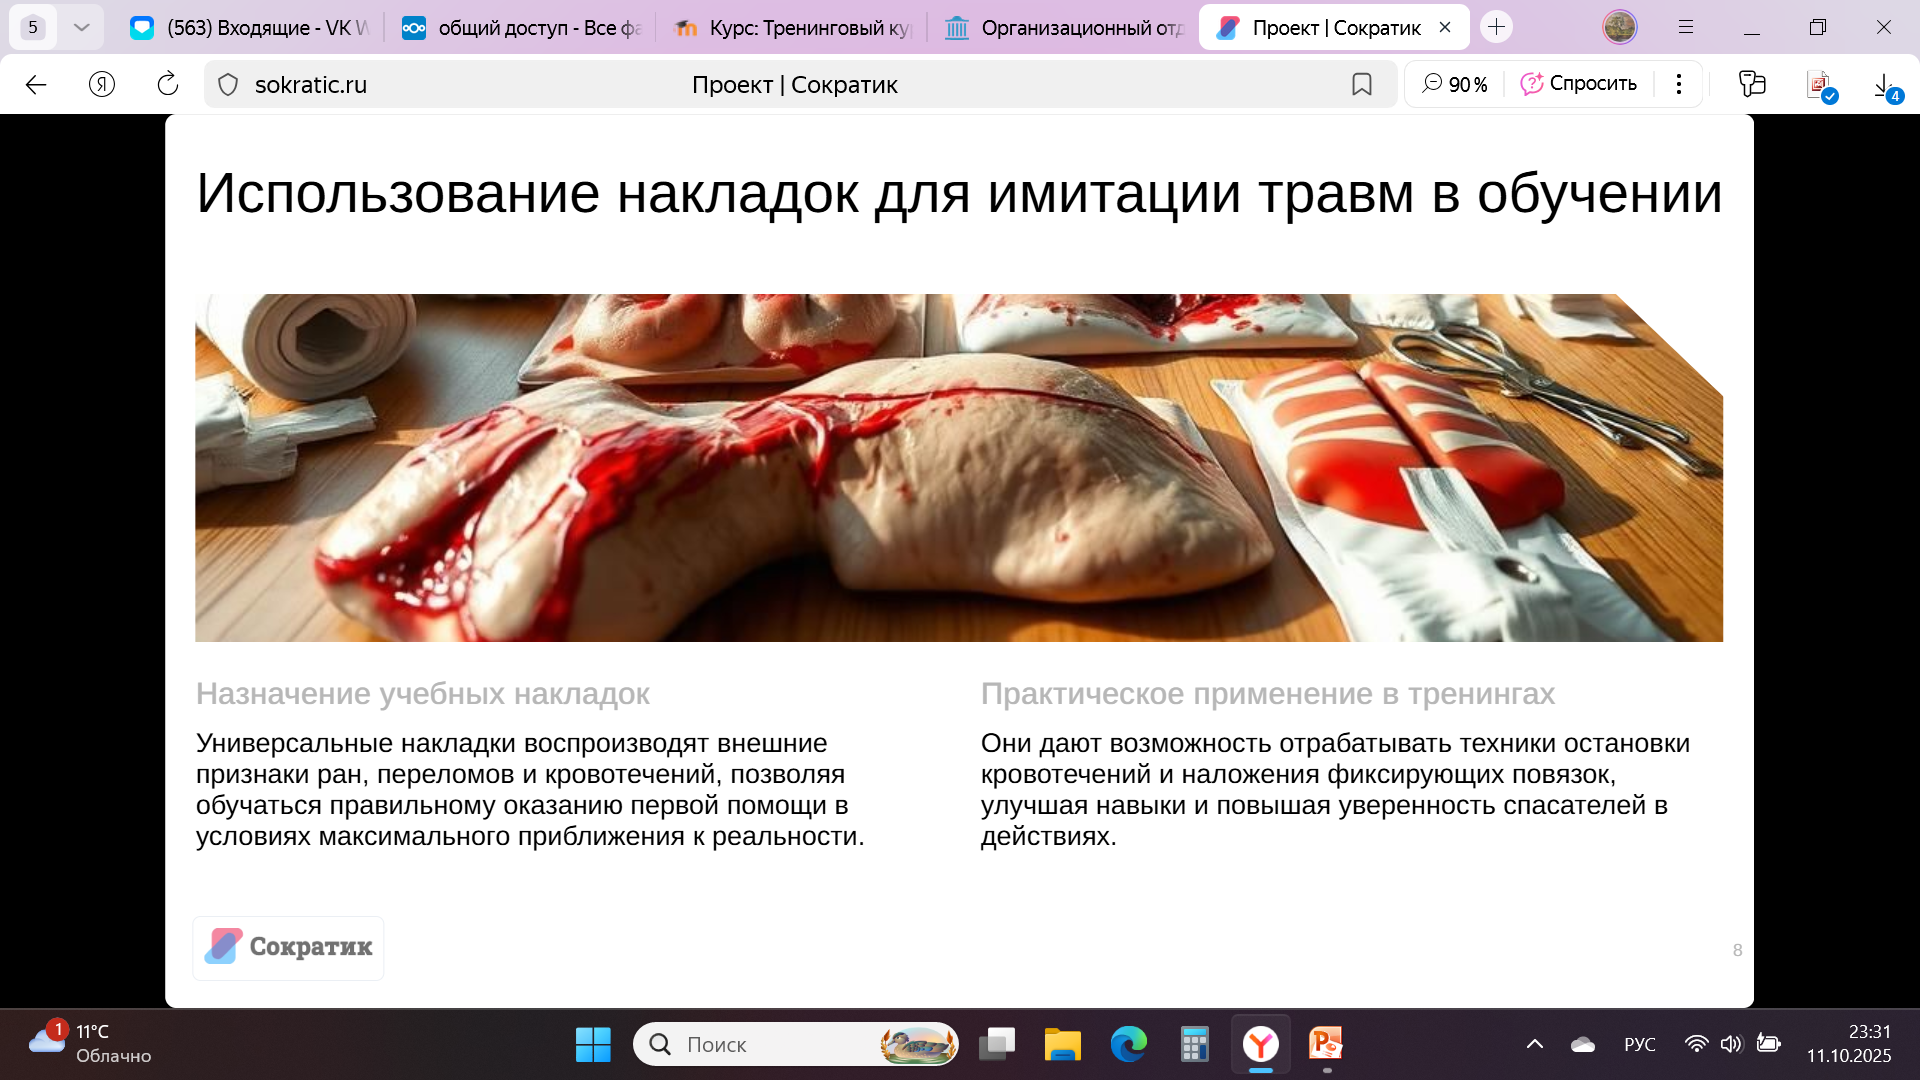 5
(563) Входящие - VK W
общий доступ - Все фа
Курс: Тренинговый ку
Организационный отд
Проект | Сократик
Я
sokratic.ru
Проект | Сократик
90 %
Спросить
4
Использование накладок для имитации травм в обучении
Назначение учебных накладок
Универсальные накладки воспроизводят внешние
признаки ран, переломов и кровотечений, позволяя
обучаться правильному оказанию первой помощи в
условиях максимального приближения к реальности.
Практическое применение в тренингах
Они дают возможность отрабатывать техники остановки
кровотечений и наложения фиксирующих повязок,
улучшая навыки и повышая уверенность спасателей в
действиях.
Сократик
8
1
11°C
Облачно
Поиск
РУС
23:31
11.10.2025